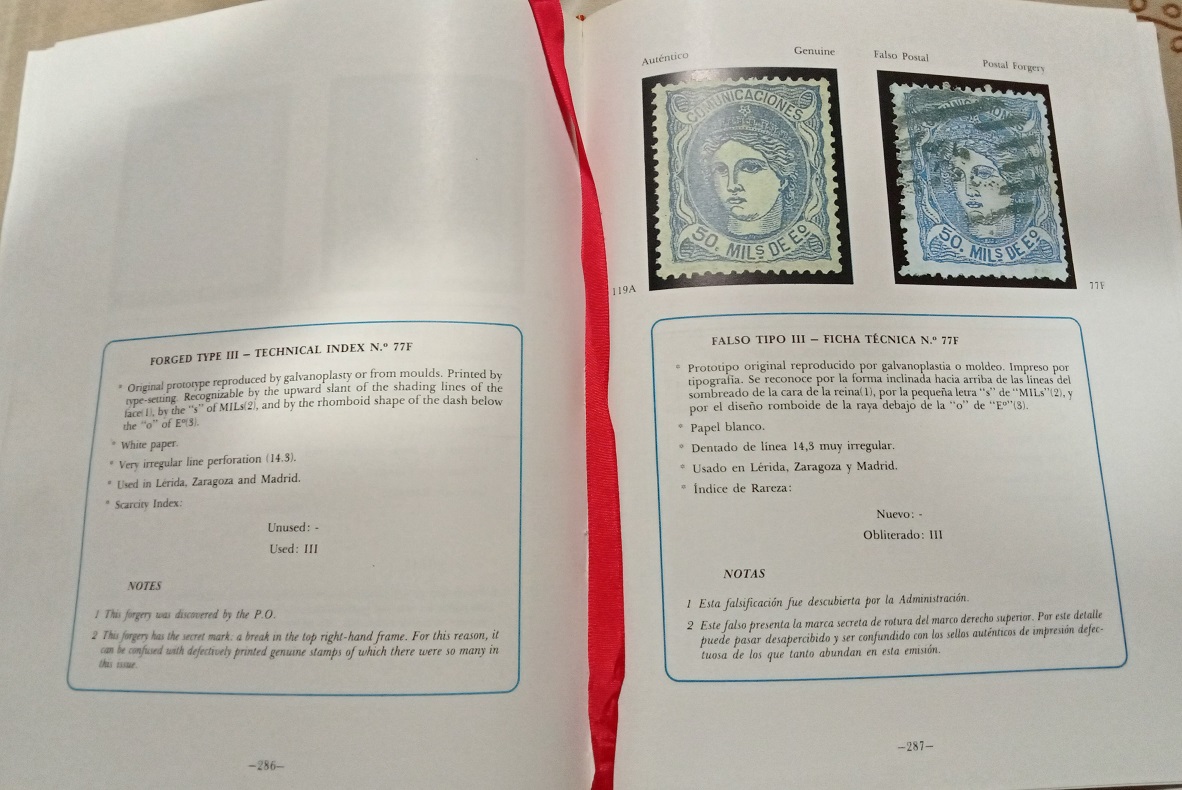 FORGED TYPE III – TECHNICAL INDEX N.º 77F
* Original prototype reproduced by galvanoplasty or from moulds. Printed by
type-setting. Recognizable by the upward slant of the shading lines of the
face(1), by the “s” of MILs(2), and by the rhomboid shape of the dash below
the “o” of Eº(3).
* White paper.
* Very irregular line perforation (14.3).
* Used in Lérida, Zaragoza and Madrid.
* Scarcity Index:
Unused: -
Used: III
NOTES
1 This forgery was discovered by the P.O.
2 This forgery has the secret mark: a break in the top right-hand frame. For this reason, it
can be confused with defectively printed genuine stamps of which there were so many in
this issue.
–286–
Auténtico Genuine Falso Postal Postal Forgery
COMUNICACIONES
50. MILS DE Eº
50. MILS DE Eº
119A
77F
FALSO TIPO III – FICHA TÉCNICA N.º 77F
* Prototipo original reproducido por galvanoplastia o moldeo. Impreso por
tipografía. Se reconoce por la forma inclinada hacia arriba de las líneas del
sombreado de la cara de la reina(1), por la pequeña letra “s” de “MILs”(2), y
por el diseño romboide de la raya debajo de la “o” de “Eº”(3).
* Papel blanco.
* Dentado de línea 14,3 muy irregular.
* Usado en Lérida, Zaragoza y Madrid.
* Índice de Rareza:
Nuevo: -
Obliterado: III
NOTAS
1 Esta falsificación fue descubierta por la Administración.
2 Este falso presenta la marca secreta de rotura del marco derecho superior. Por este detalle
puede pasar desapercibido y ser confundido con los sellos auténticos de impresión defec-
tuosa de los que tanto abundan en esta emisión.
–287–